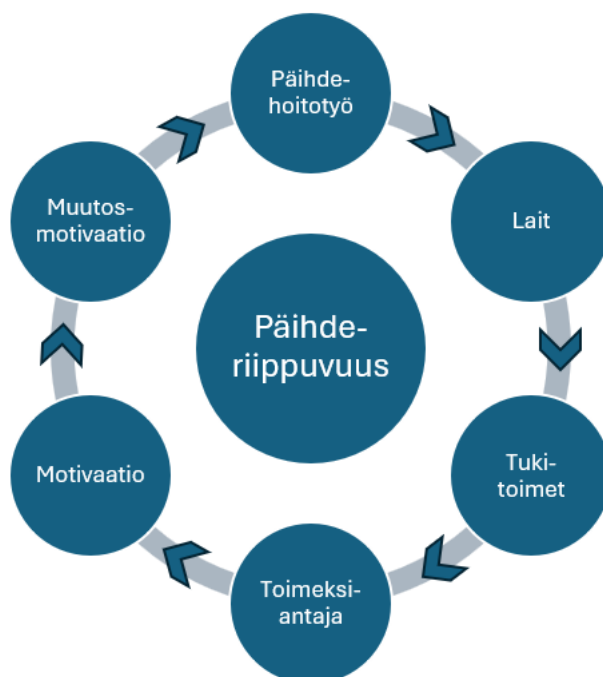 Päihde-
hoitotyö
Lait
Tuki-
toimet
Toimeksi-
antaja
Motivaatio
Muutos-
motivaatio
Päihde-
riippuvuus